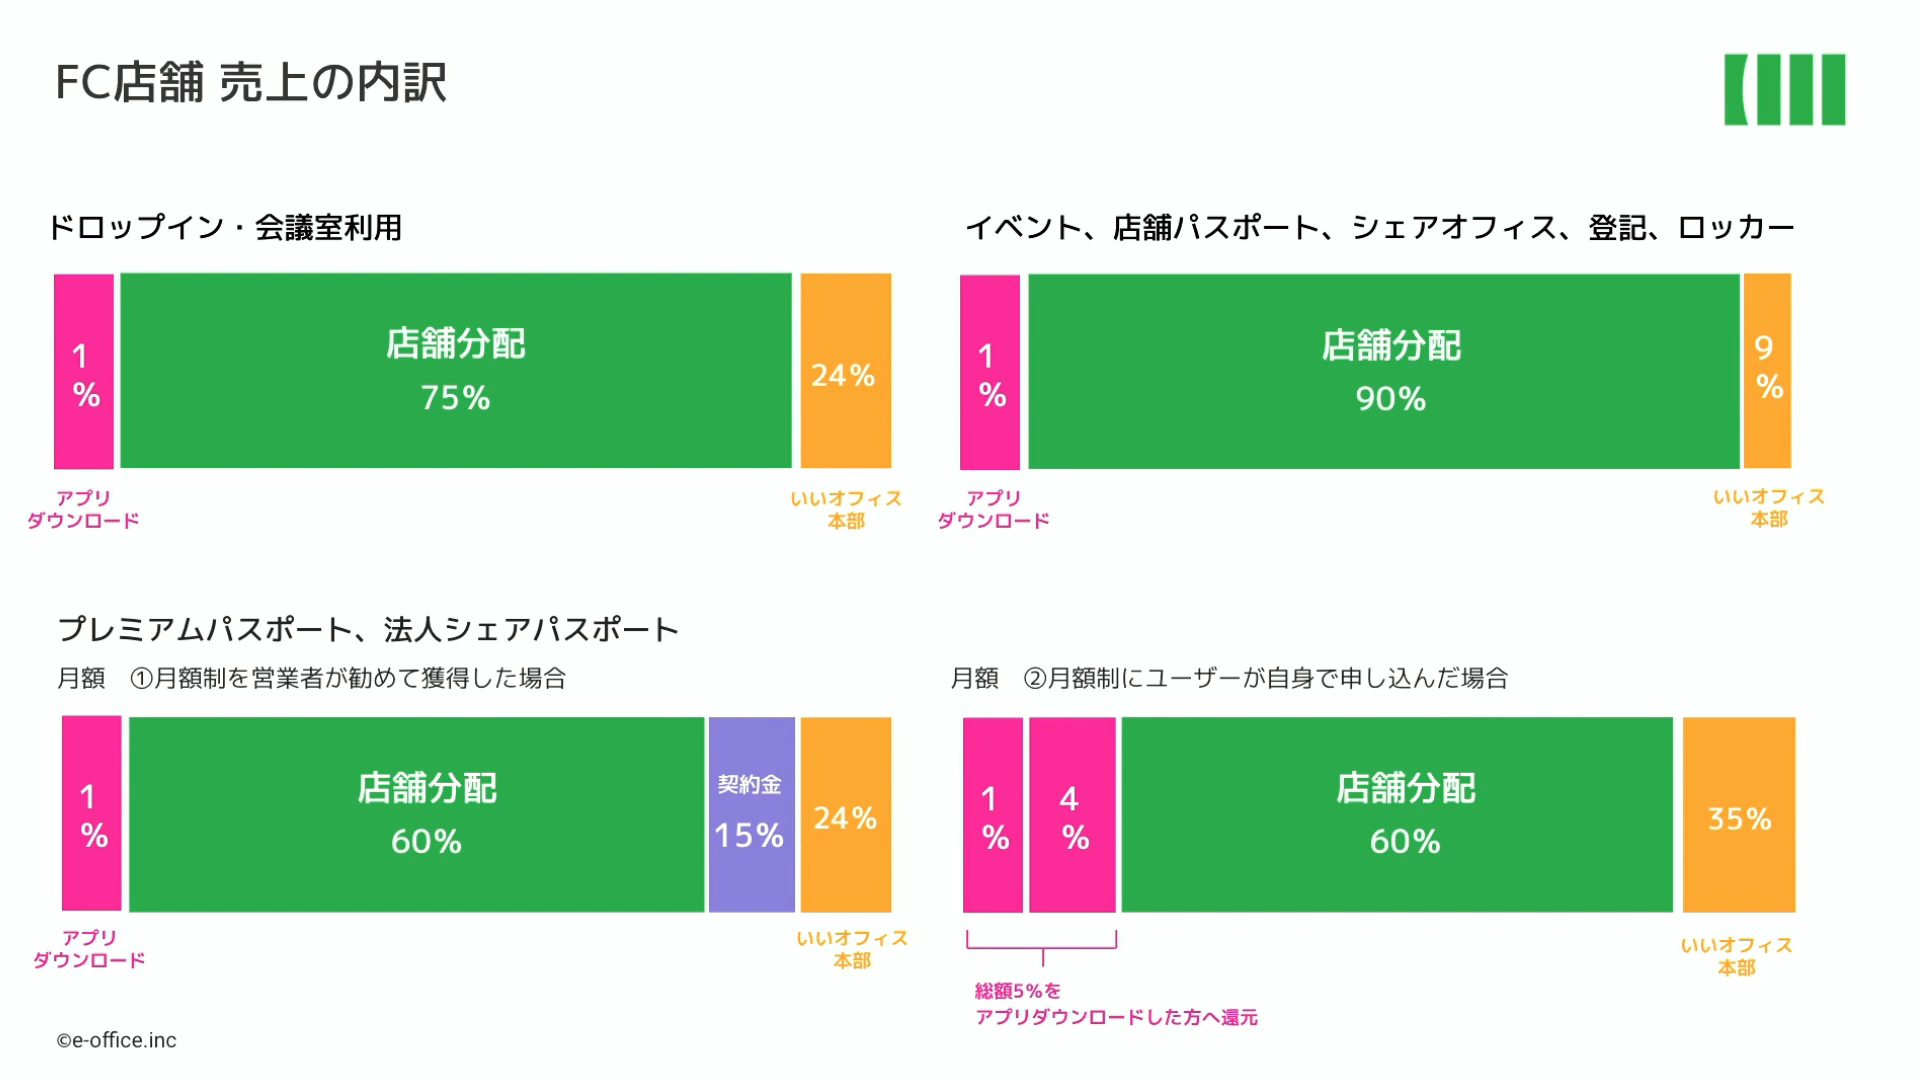 FC店舗 売上の内訳
ドロップイン・会議室利用
1
%
店舗分配
75%
24%
アプリ
ダウンロード
いいオフィス
本部
イベント、店舗パスポート、シェアオフィス、登記、ロッカー
1
%
店舗分配
90%
9
%
アプリ
ダウンロード
いいオフィス
本部
プレミアムパスポート、法人シェアパスポート
月額　①月額制を営業者が勧めて獲得した場合
1
%
店舗分配
60%
契約金
15%
24%
アプリ
ダウンロード
いいオフィス
本部
月額　②月額制にユーザーが自身で申し込んだ場合
1
%
4
%
店舗分配
60%
35%
いいオフィス
本部
総額5%を
アプリダウンロードした方へ還元
©e-office.inc